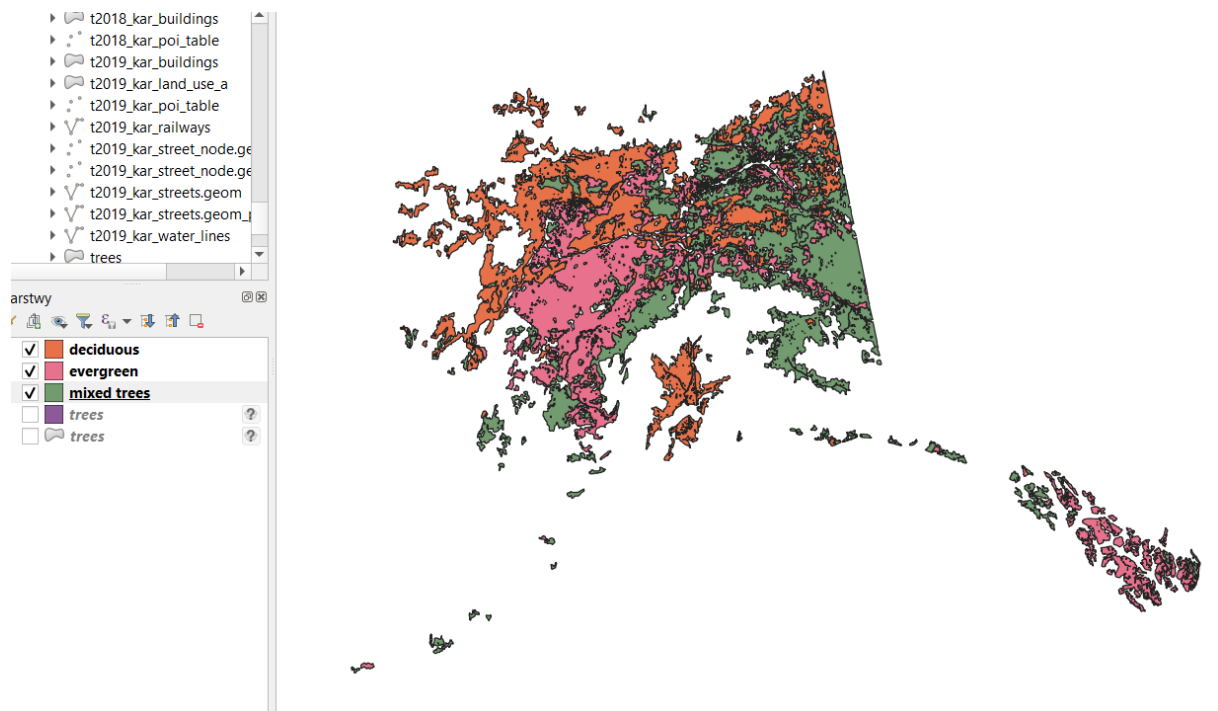 t2018_kar_buildings
t2018_kar_poi_table
t2019_kar_buildings
t2019_kar_land_use_a
t2019_kar_poi_table
t2019_kar_railways
t2019_kar_street_node.ge
t2019_kar_street_node.ge
t2019_kar_streets.geom
t2019_kar_streets.geom_p
t2019_kar_water_lines
trees
arstwy
deciduous
evergreen
mixed trees
trees ?
trees ?